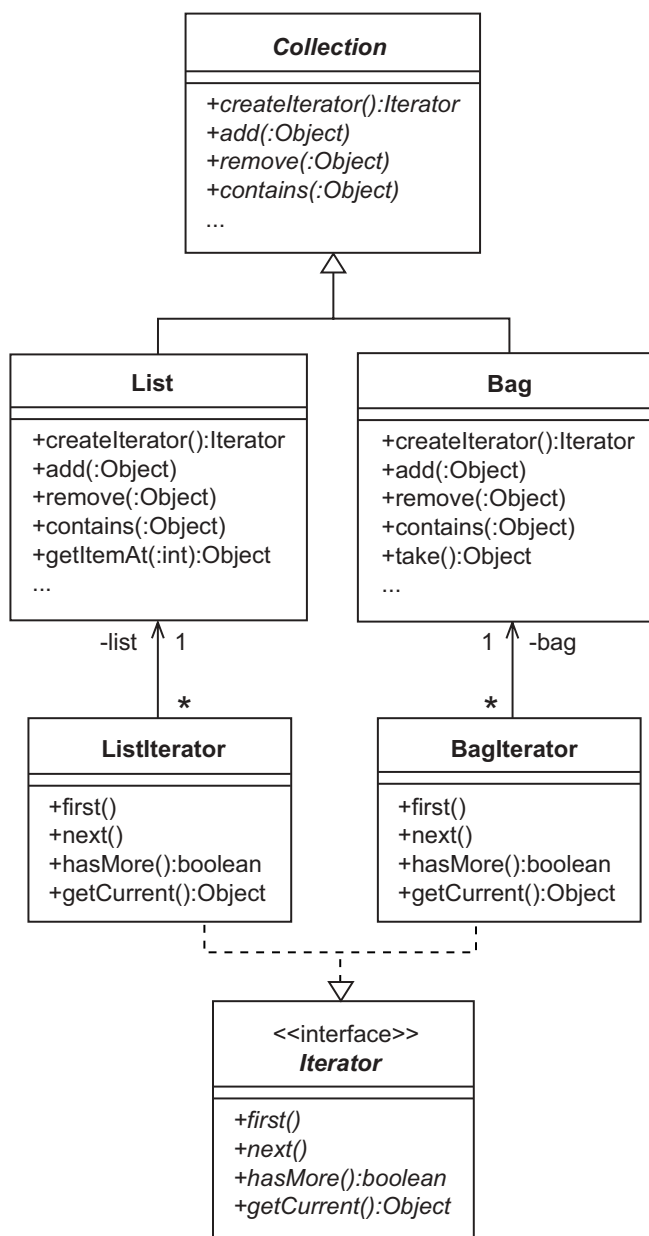 Collection
+createIterator():Iterator
+add(:Object)
+remove(:Object)
+contains(:Object)
...
List
+createIterator():Iterator
+add(:Object)
+remove(:Object)
+contains(:Object)
+getItemAt(:int):Object
...
Bag
+createIterator():Iterator
+add(:Object)
+remove(:Object)
+contains(:Object)
+take():Object
...
-list 1
1 -bag
*
*
ListIterator
+first()
+next()
+hasMore():boolean
+getCurrent():Object
BagIterator
+first()
+next()
+hasMore():boolean
+getCurrent():Object
<<interface>>
Iterator
+first()
+next()
+hasMore():boolean
+getCurrent():Object